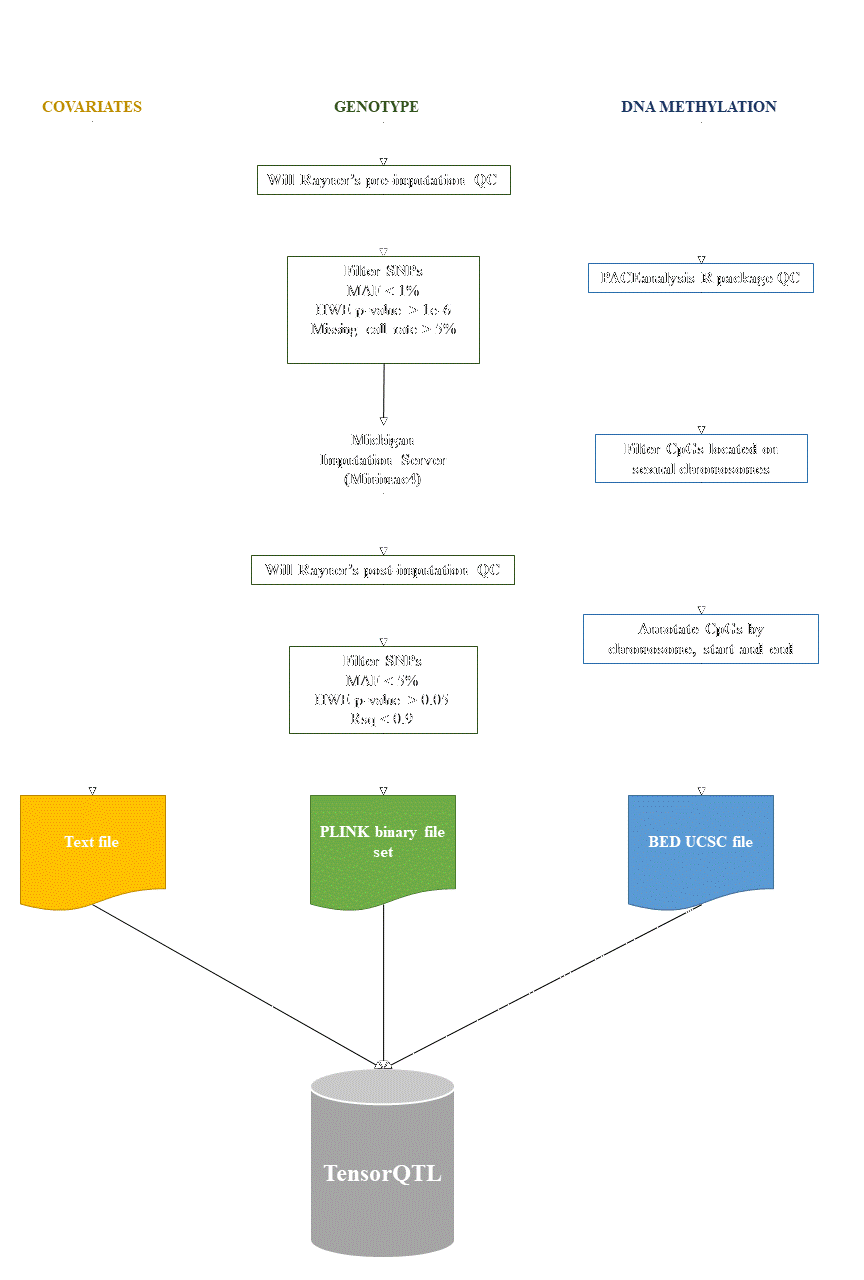 COVARIATES
GENOTYPE
DNA METHYLATION
Will Rayner's pre-imputation QC
Filter SNPs
MAF < 1%
HWE p-value > 1e-6
Missing call rate > 5%
PACEanalysis R package QC
Michigan
Imputation Server
(Minimac4)
Filter CpGs located on
sexual chromosomes
Will Rayner's post-imputation QC
Annotate CpGs by
chromosome, start and end
Filter SNPs
MAF < 5%
HWE p-value > 0.05
Rsq < 0.9
Text file
PLINK binary file
set
BED UCSC file
TensorQTL